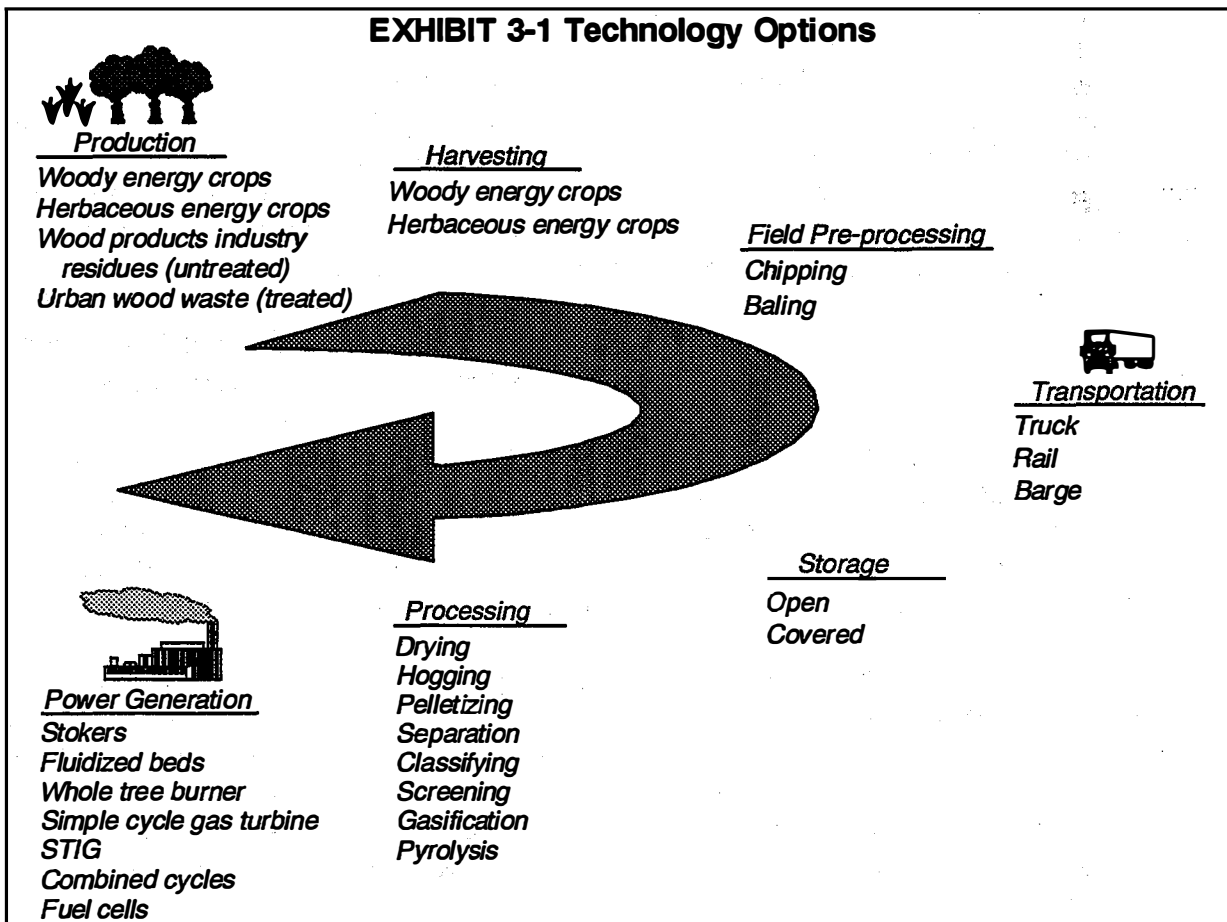 EXHIBIT 3-1 Technology Options
Production
Woody energy crops
Herbaceous energy crops
Wood products industry
residues (untreated)
Urban wood waste (treated)
Harvesting
Woody energy crops
Herbaceous energy crops
Field Pre-processing
Chipping
Baling
Transportation
Truck
Rail
Barge
Storage
Open
Covered
Processing
Drying
Hogging
Pelletizing
Separation
Classifying
Screening
Gasification
Pyrolysis
Power Generation
Stokers
Fluidized beds
Whole tree burner
Simple cycle gas turbine
STIG
Combined cycles
Fuel cells